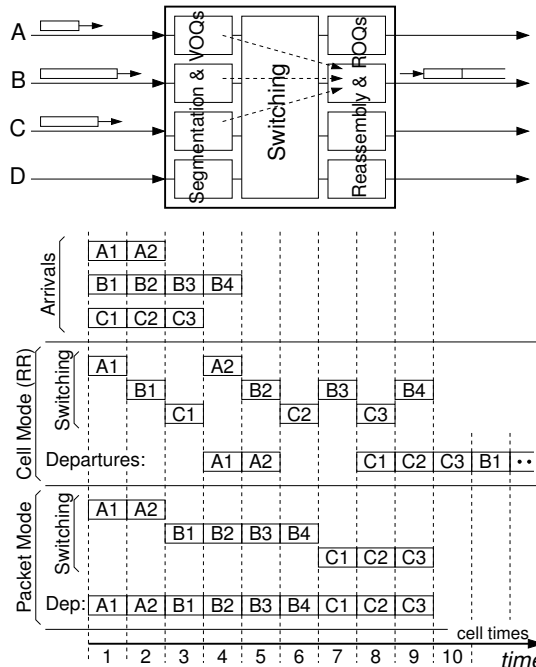 A
B
C
D
Segmentation & VOQs
Switching
Reassembly & ROQs
Arrivals
A1 A2
B1 B2 B3 B4
C1 C2 C3
Cell Mode (RR)
Switching
A1 A2
B1 B2 B3 B4
C1 C2 C3
Departures: A1 A2 C1 C2 C3 B1 ··
Packet Mode
Switching
A1 A2
B1 B2 B3 B4
C1 C2 C3
Dep: A1 A2 B1 B2 B3 B4 C1 C2 C3
cell times
1 2 3 4 5 6 7 8 9 10 time